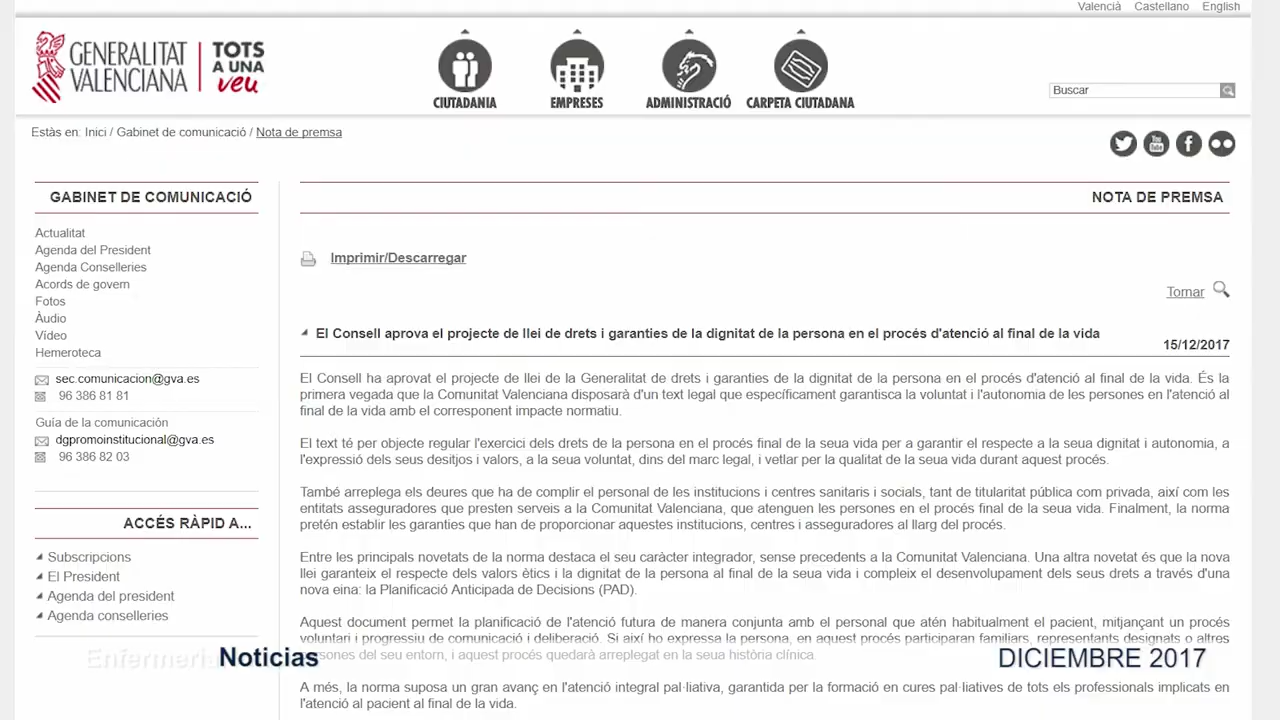 Valencià Castellano English
GENERALITAT VALENCIANA
TOTS A UNA veu
CIUTADANIA EMPRESES ADMINISTRACIÓ CARPETA CIUTADANA
Buscar
Estàs en: Inici / Gabinet de comunicació / Nota de premsa
GABINET DE COMUNICACIÓ
Actualitat
Agenda del President
Agenda Conselleries
Acords de govern
Fotos
Àudio
Vídeo
Hemeroteca
sec.comunicacion@gva.es
96 386 81 81
Guía de la comunicación
dgpromoinstitucional@gva.es
96 386 82 03
ACCÉS RÀPID A...
Subscripcions
El President
Agenda del president
Agenda conselleries
NOTA DE PREMSA
Imprimir/Descarregar
Tornar
El Consell aprova el projecte de llei de drets i garanties de la dignitat de la persona en el procés d'atenció al final de la vida
15/12/2017
El Consell ha aprovat el projecte de llei de la Generalitat de drets i garanties de la dignitat de la persona en el procés d'atenció al final de la vida. És la
primera vegada que la Comunitat Valenciana disposarà d'un text legal que específicament garantisca la voluntat i l'autonomia de les persones en l'atenció al
final de la vida amb el corresponent impacte normatiu.
El text té per objecte regular l'exercici dels drets de la persona en el procés final de la seua vida per a garantir el respecte a la seua dignitat i autonomia, a
l'expressió dels seus desitjos i valors, a la seua voluntat, dins del marc legal, i vetlar per la qualitat de la seua vida durant aquest procés.
També arreplega els deures que ha de complir el personal de les institucions i centres sanitaris i socials, tant de titularitat pública com privada, així com les
entitats asseguradores que presten serveis a la Comunitat Valenciana, que atenguen les persones en el procés final de la seua vida. Finalment, la norma
pretén establir les garanties que han de proporcionar aquestes institucions, centres i asseguradores al llarg del procés.
Entre les principals novetats de la norma destaca el seu caràcter integrador, sense precedents a la Comunitat Valenciana. Una altra novetat és que la nova
llei garanteix el respecte dels valors ètics i la dignitat de la persona al final de la seua vida i compleix el desenvolupament dels seus drets a través d'una
nova eina: la Planificació Anticipada de Decisions (PAD).
Aquest document permet la planificació de l'atenció futura de manera conjunta amb el personal que atén habitualment el pacient, mitjançant un procés
voluntari i progressiu de comunicació i deliberació. Si així ho expressa la persona, en aquest procés participaran familiars, representants designats o altres
persones del seu entorn, i aquest procés quedarà arreplegat en la seua història clínica.
A més, la norma suposa un gran avanç en l'atenció integral pal·liativa, garantida per la formació en cures pal·liatives de tots els professionals implicats en
l'atenció al pacient al final de la vida.
Enfermería Noticias
DICIEMBRE 2017